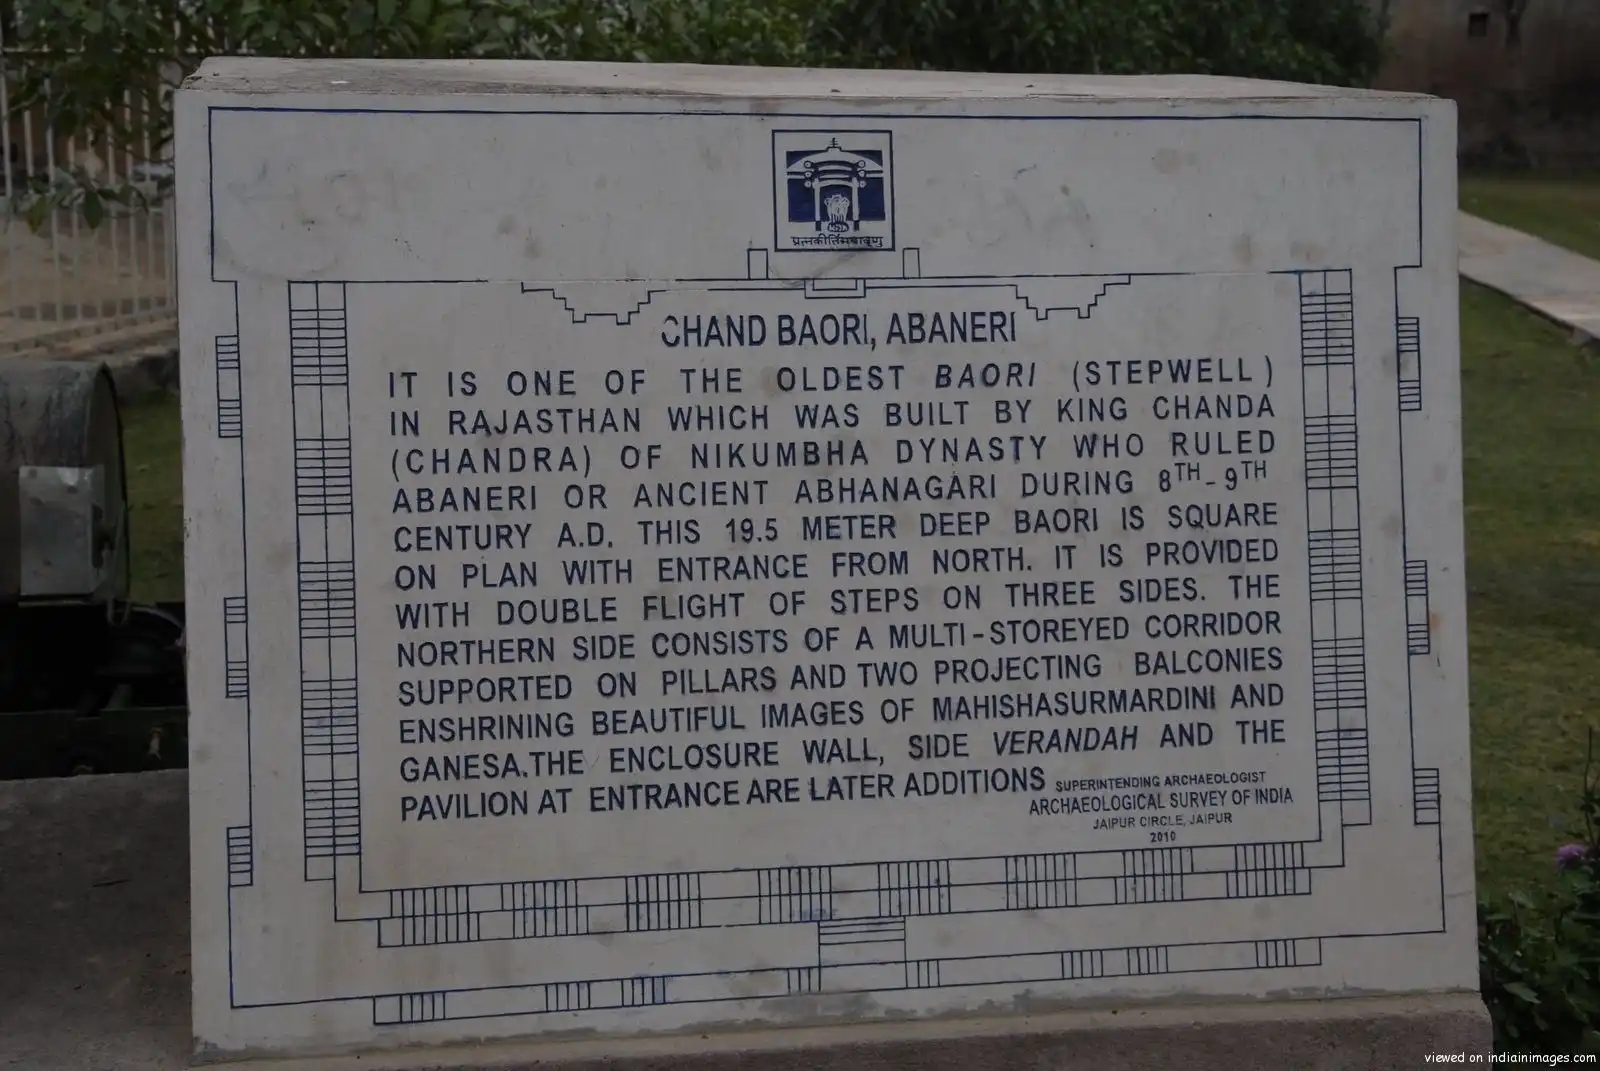 प्रत्नकीर्तिमपावृणु
CHAND BAORI, ABANERI
IT IS ONE OF THE OLDEST BAORI (STEPWELL)
IN RAJASTHAN WHICH WAS BUILT BY KING CHANDA
(CHANDRA) OF NIKUMBHA DYNASTY WHO RULED
ABANERI OR ANCIENT ABHANAGARI DURING 8TH-9TH
CENTURY A.D. THIS 19.5 METER DEEP BAORI IS SQUARE
ON PLAN WITH ENTRANCE FROM NORTH. IT IS PROVIDED
WITH DOUBLE FLIGHT OF STEPS ON THREE SIDES. THE
NORTHERN SIDE CONSISTS OF A MULTI-STOREYED CORRIDOR
SUPPORTED ON PILLARS AND TWO PROJECTING BALCONIES
ENSHRINING BEAUTIFUL IMAGES OF MAHISHASURMARDINI AND
GANESA.THE ENCLOSURE WALL, SIDE VERANDAH AND THE
PAVILION AT ENTRANCE ARE LATER ADDITIONS
SUPERINTENDING ARCHAEOLOGIST
ARCHAEOLOGICAL SURVEY OF INDIA
JAIPUR CIRCLE, JAIPUR
2010
viewed on indiainimages.com